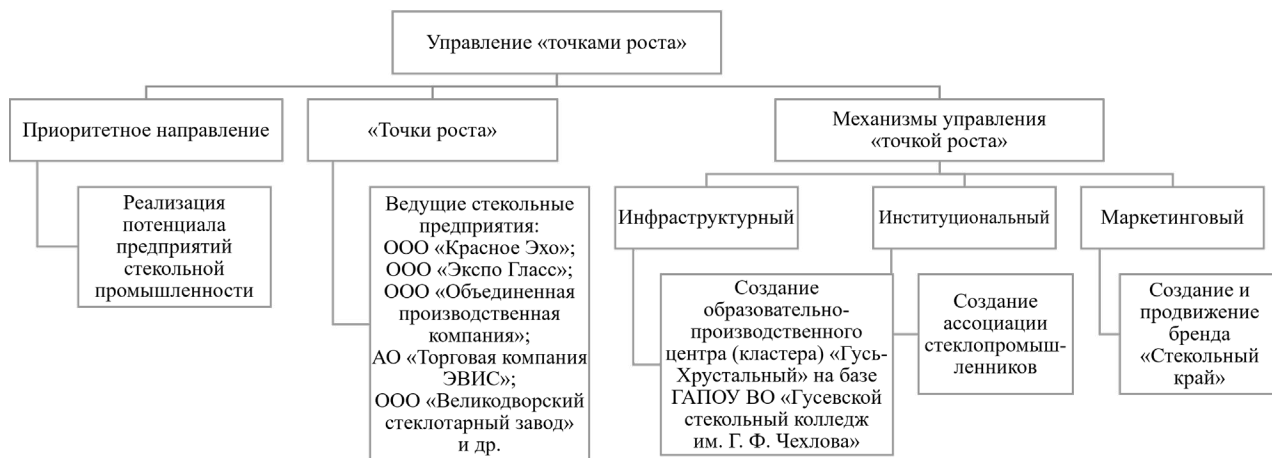 Управление «точками роста»
Приоритетное направление
«Точки роста»
Механизмы управления
«точкой роста»
Реализация
потенциала
предприятий
стекольной
промышленности
Ведущие стекольные
предприятия:
ООО «Красное Эхо»;
ООО «Экспо Гласс»;
ООО «Объединенная
производственная
компания»;
АО «Торговая компания
ЭВИС»;
ООО «Великодворский
стеклотарный завод»
и др.
Инфраструктурный
Создание
образовательно-
производственного
центра (кластера) «Гусь-
Хрустальный» на базе
ГАПОУ ВО «Гусевской
стекольный колледж
им. Г. Ф. Чехлова»
Институциональный
Создание
ассоциации
стеклопромыш-
ленников
Маркетинговый
Создание и
продвижение
бренда
«Стекольный
край»